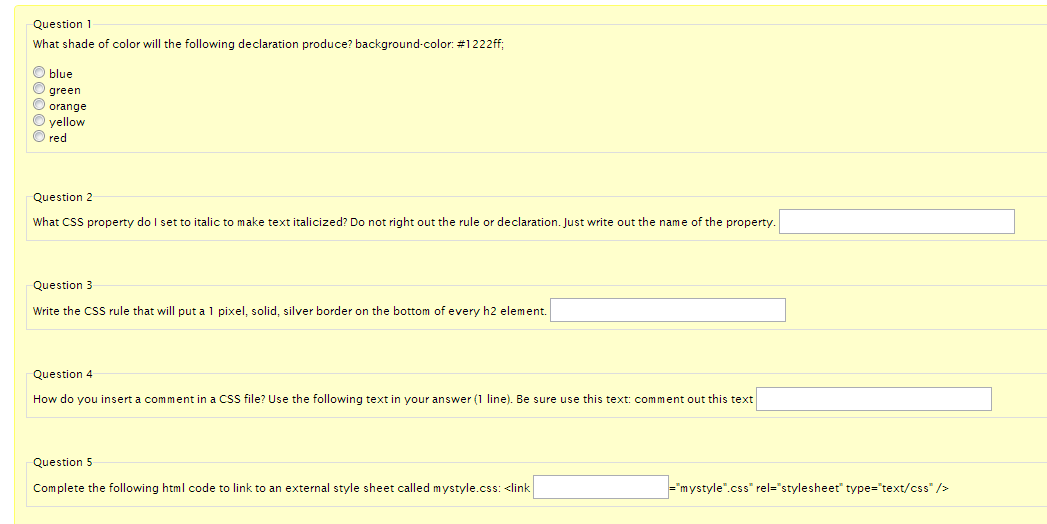 Question 1
What shade of color will the following declaration produce? background-color: #1222ff;
blue
green
orange
yellow
red
Question 2
What CSS property do I set to italic to make text italicized? Do not right out the rule or declaration. Just write out the name of the property.
Question 3
Write the CSS rule that will put a 1 pixel, solid, silver border on the bottom of every h2 element.
Question 4
How do you insert a comment in a CSS file? Use the following text in your answer (1 line). Be sure use this text: comment out this text
Question 5
Complete the following html code to link to an external style sheet called mystyle.css: <link ="mystyle".css" rel="stylesheet" type="text/css" />